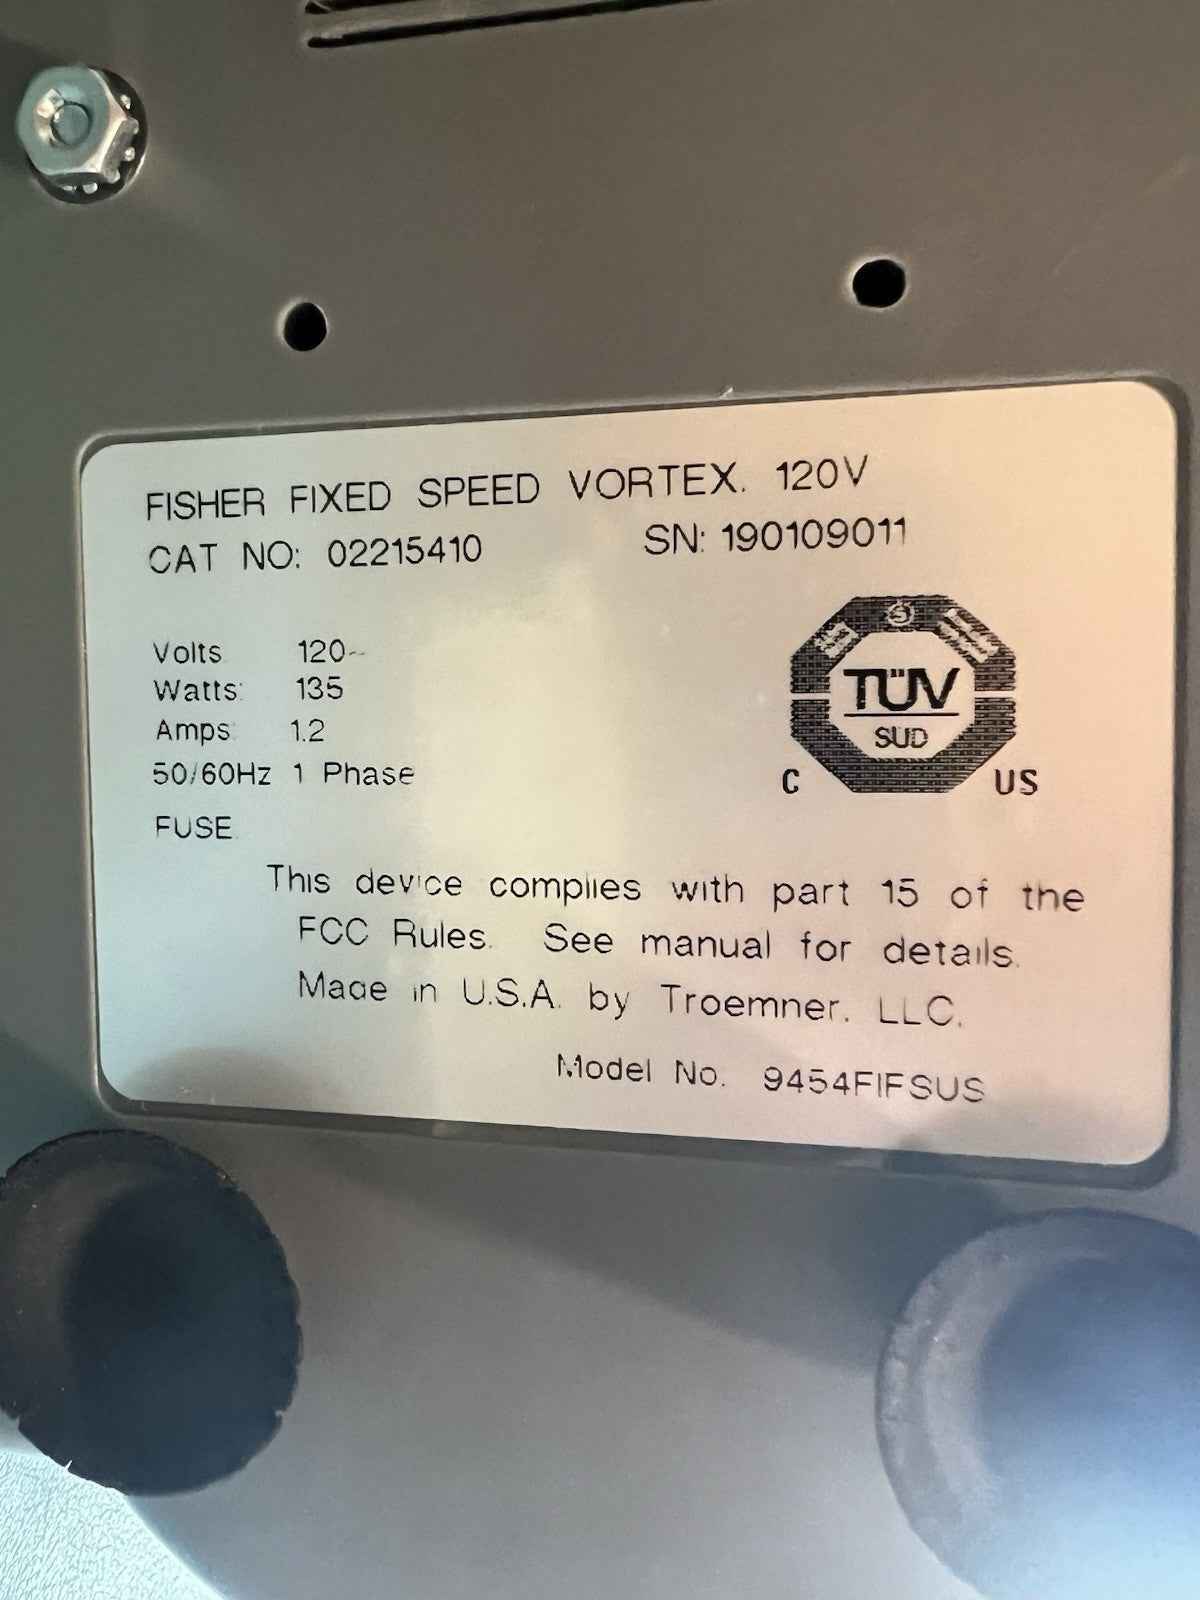 FISHER FIXED SPEED VORTEX. 120V
CAT NO: 02215410 SN: 190109011
Volts 120~
Watts: 135
Amps: 1.2
50/60Hz 1 Phase
FUSE
TÜV
SÜD
C US
This device complies with part 15 of the
FCC Rules. See manual for details.
Made in U.S.A. by Troemner. LLC.
Model No. 9454FIFSUS